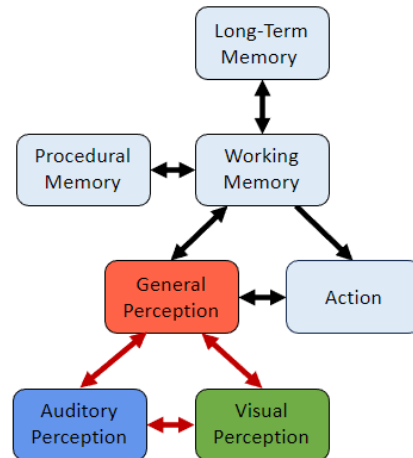 Long-Term
Memory
Procedural
Memory
Working
Memory
General
Perception
Action
Auditory
Perception
Visual
Perception